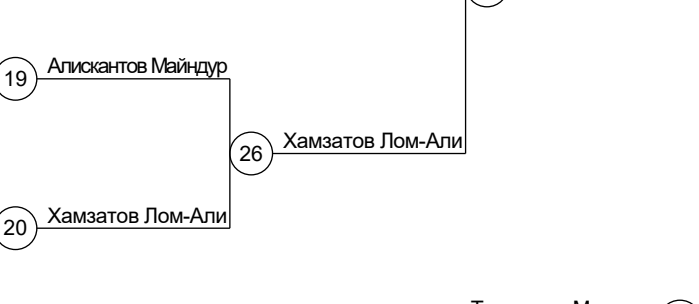 19 Алискантов Майндур
26 Хамзатов Лом-Али
20 Хамзатов Лом-Али